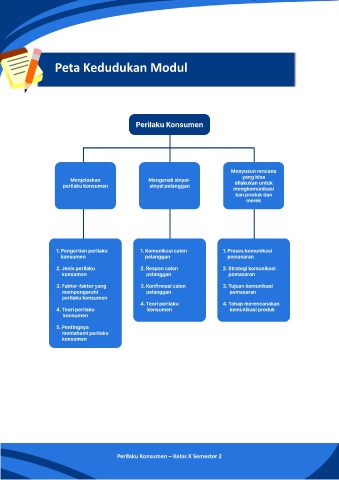 Peta Kedudukan Modul
Perilaku Konsumen
Menjelaskan
perilaku konsumen
Mengenali sinyal-
sinyal pelanggan
Menyusun rencana
yang bisa
dilakukan untuk
mengkomunikasi
kan produk dan
merek
1. Pengertian perilaku
konsumen
2. Jenis perilaku
konsumen
3. Faktor-faktor yang
mempengaruhi
perilaku konsumen
4. Teori perilaku
konsumen
5. Pentingnya
memahami perilaku
konsumen
1. Komunikasi calon
pelanggan
2. Respon calon
pelanggan
3. Konfirmasi calon
pelanggan
4. Teori perilaku
konsumen
1. Proses komunikasi
pemasaran
2. Strategi komunikasi
pemasaran
3. Tujuan komunikasi
pemasaran
4. Tahap merencanakan
komunikasi produk
Perilaku Konsumen – Kelas X Semester 2